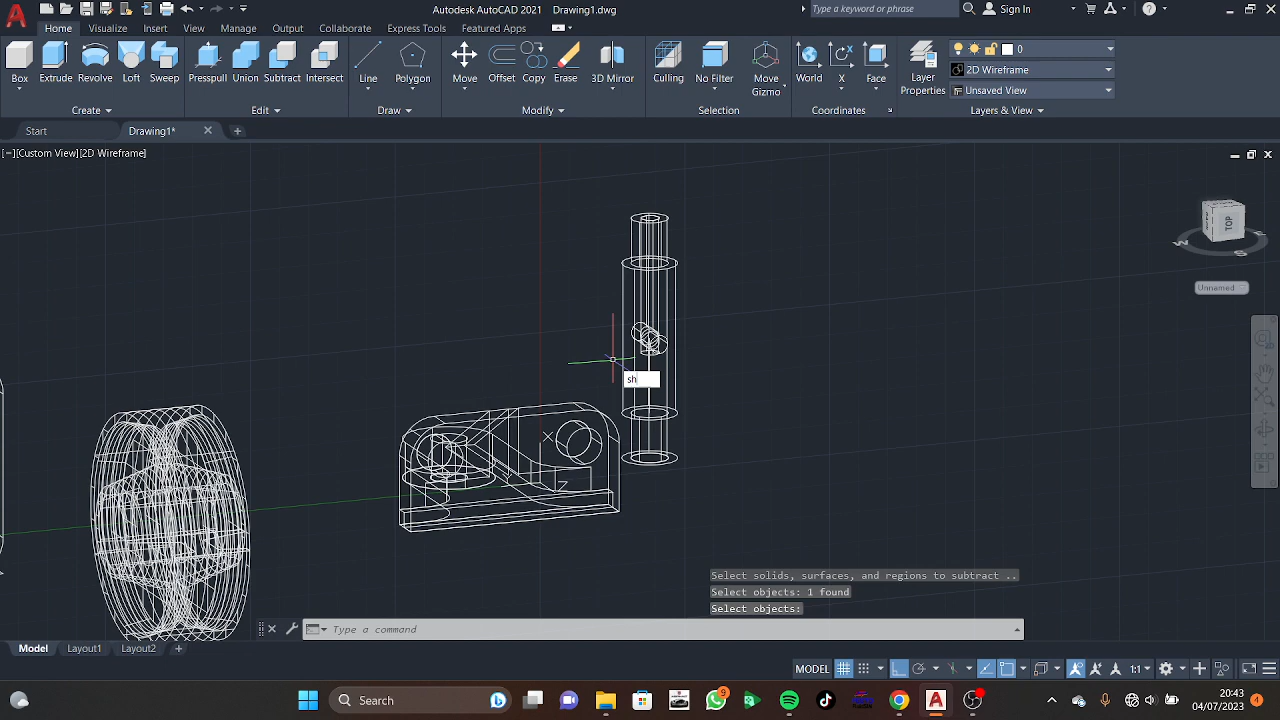 Autodesk AutoCAD 2021 Drawing1.dwg
Type a keyword or phrase
Sign In
Home Insert Visualize View Manage Output Collaborate Express Tools Featured Apps
Box Extrude Revolve Loft Sweep
Presspull Union Subtract Intersect
Line Polygon
Move Offset Copy Erase 3D Mirror
Culling No Filter Move Gizmo
World X Face
Layer Properties
0
2D Wireframe
Unsaved View
Create Edit Draw Modify Selection Coordinates Layers & View
Start Drawing1*
[−][Custom View][2D Wireframe]
TOP
Unnamed
sh
Z
Select solids, surfaces, and regions to subtract ..
Select objects: 1 found
Select objects:
Type a command
Model Layout1 Layout2
MODEL 1:1
Search
9
20:43
04/07/2023